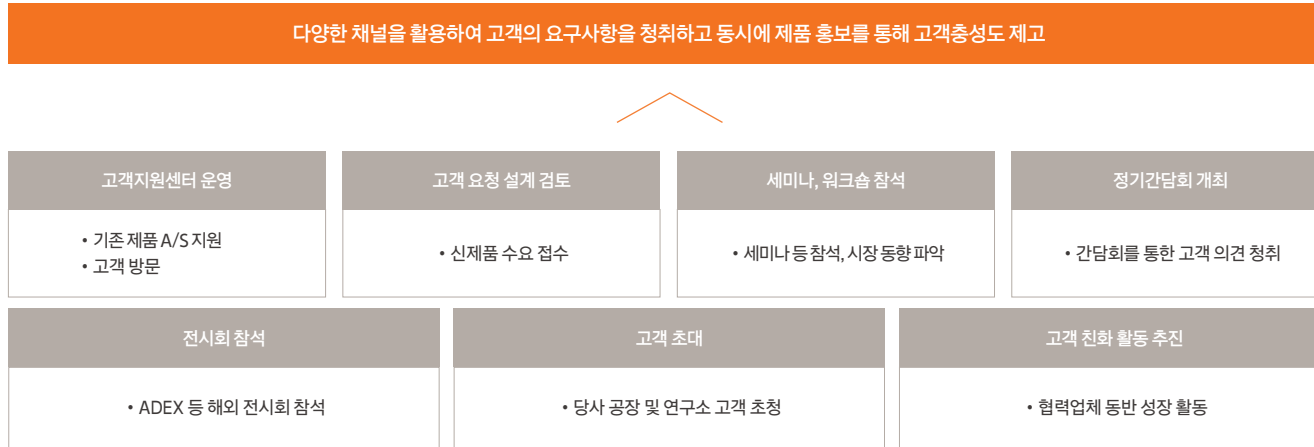 다양한 채널을 활용하여 고객의 요구사항을 청취하고 동시에 제품 홍보를 통해 고객충성도 제고
고객지원센터 운영
• 기존 제품 A/S 지원
• 고객 방문
고객 요청 설계 검토
• 신제품 수요 접수
세미나, 워크숍 참석
• 세미나 등 참석, 시장 동향 파악
정기간담회 개최
• 간담회를 통한 고객 의견 청취
전시회 참석
• ADEX 등 해외 전시회 참석
고객 초대
• 당사 공장 및 연구소 고객 초청
고객 친화 활동 추진
• 협력업체 동반 성장 활동